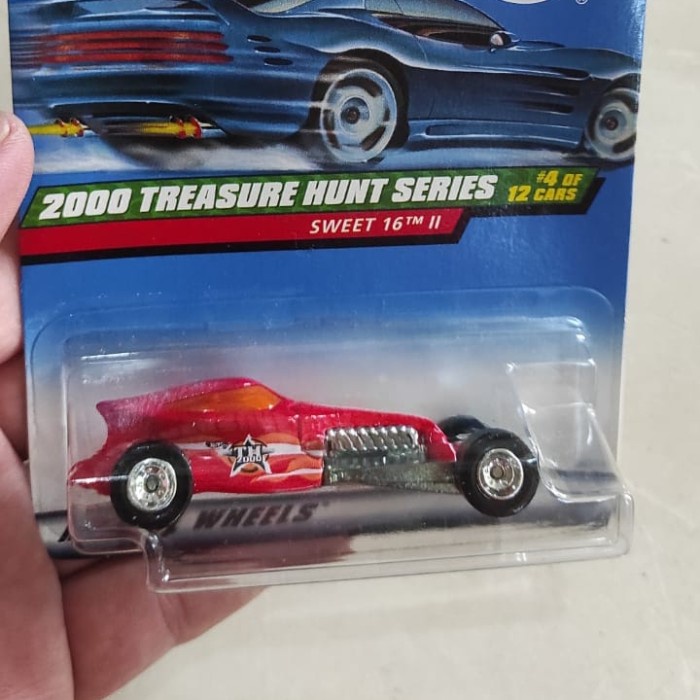 ®
2000 TREASURE HUNT SERIES
#4 OF
12 CARS
SWEET 16™ II
TH
2000
WHEELS